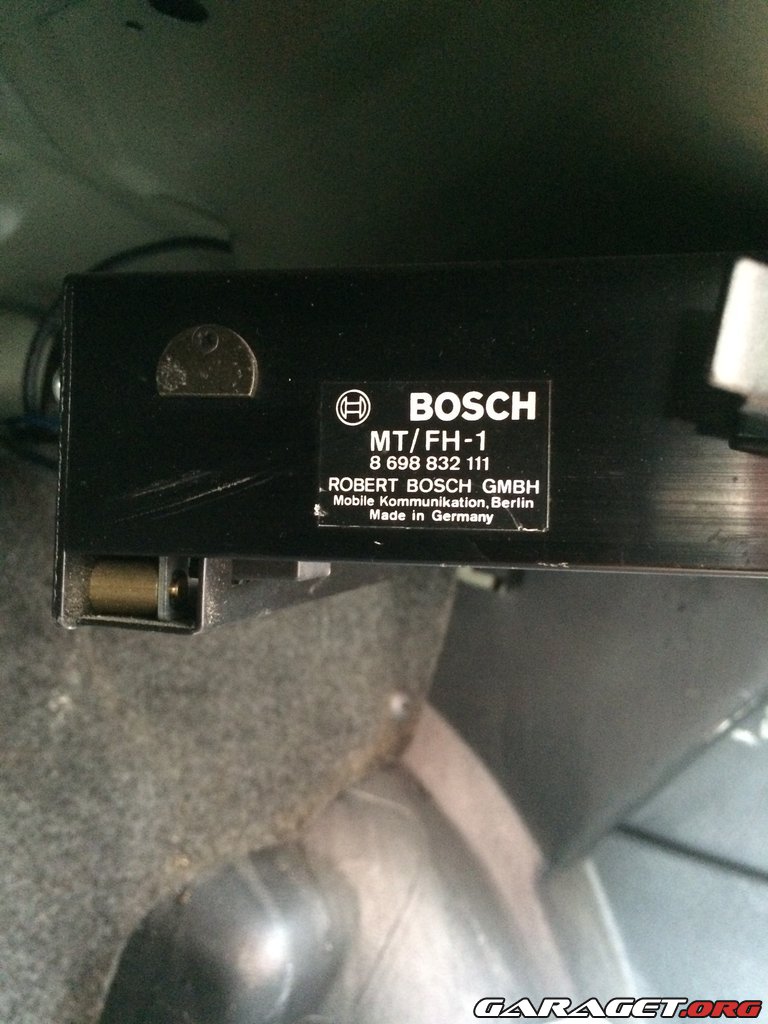 BOSCH
MT/FH-1
8 698 832 111
ROBERT BOSCH GMBH
Mobile Kommunikation, Berlin
Made in Germany
GARAGET.ORG